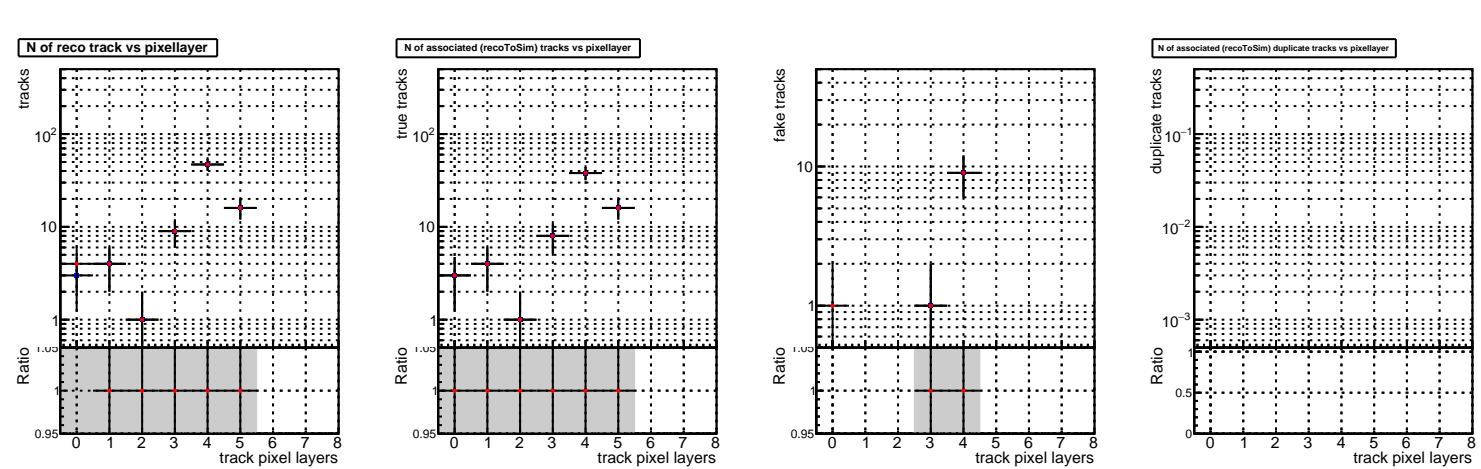 N of reco track vs pixellayer
tracks
10²
10
1
Ratio
1.05
1
0.95
0 1 2 3 4 5 6 7 8
track pixel layers
N of associated (recoToSim) tracks vs pixellayer
true tracks
10²
10
1
Ratio
1.05
1
0.95
0 1 2 3 4 5 6 7 8
track pixel layers
fake tracks
10
1
Ratio
1.05
1
0.95
0 1 2 3 4 5 6 7 8
track pixel layers
N of associated (recoToSim) duplicate tracks vs pixellayer
duplicate tracks
10⁻¹
10⁻²
10⁻³
Ratio
1
0.5
0
0 1 2 3 4 5 6 7 8
track pixel layers